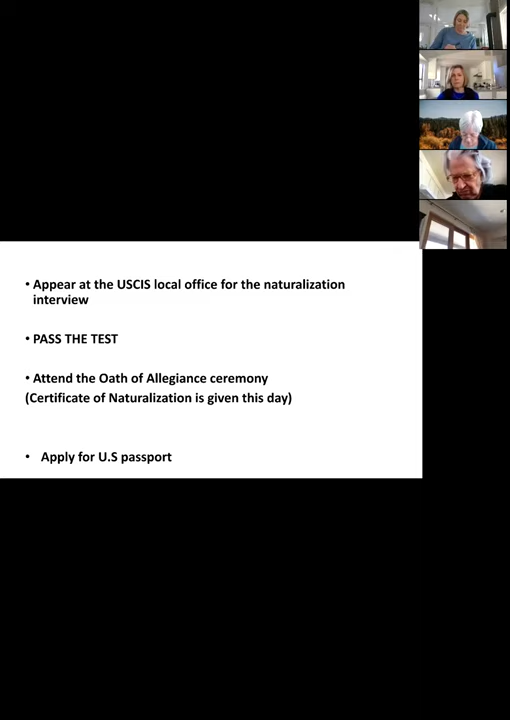 • Appear at the USCIS local office for the naturalization
interview
• PASS THE TEST
• Attend the Oath of Allegiance ceremony
(Certificate of Naturalization is given this day)
• Apply for U.S passport